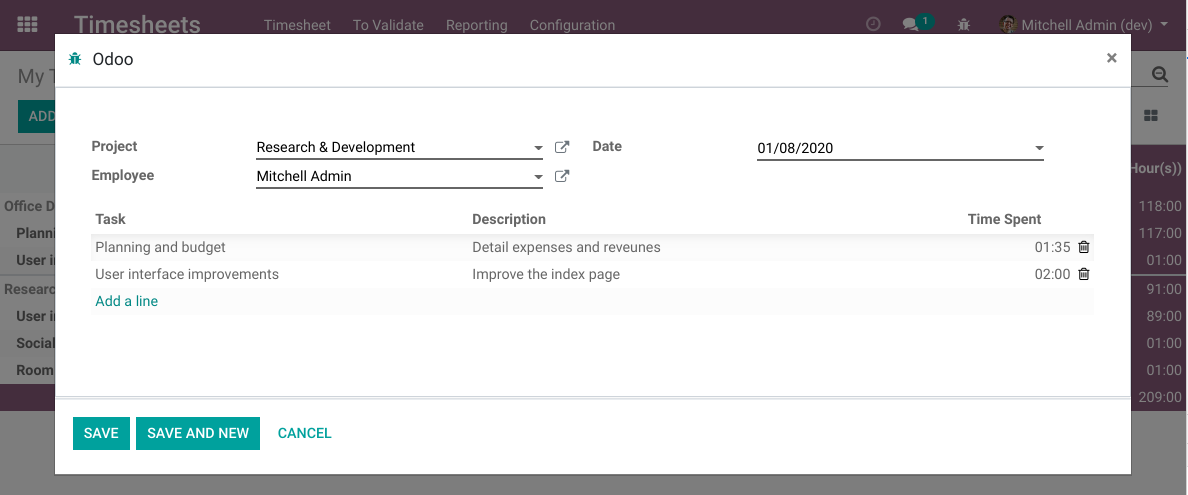 Timesheets Timesheet To Validate Reporting Configuration 1 Mitchell Admin (dev)
Odoo ×
My T
ADD
Project Research & Development Date 01/08/2020
Employee Mitchell Admin
Hour(s))
Task Description Time Spent
Office D 118:00
Planni 117:00
Planning and budget Detail expenses and reveunes 01:35
User i 01:00
User interface improvements Improve the index page 02:00
Researc 91:00
Add a line
User i 89:00
Social 01:00
Room 01:00
209:00
SAVE SAVE AND NEW CANCEL